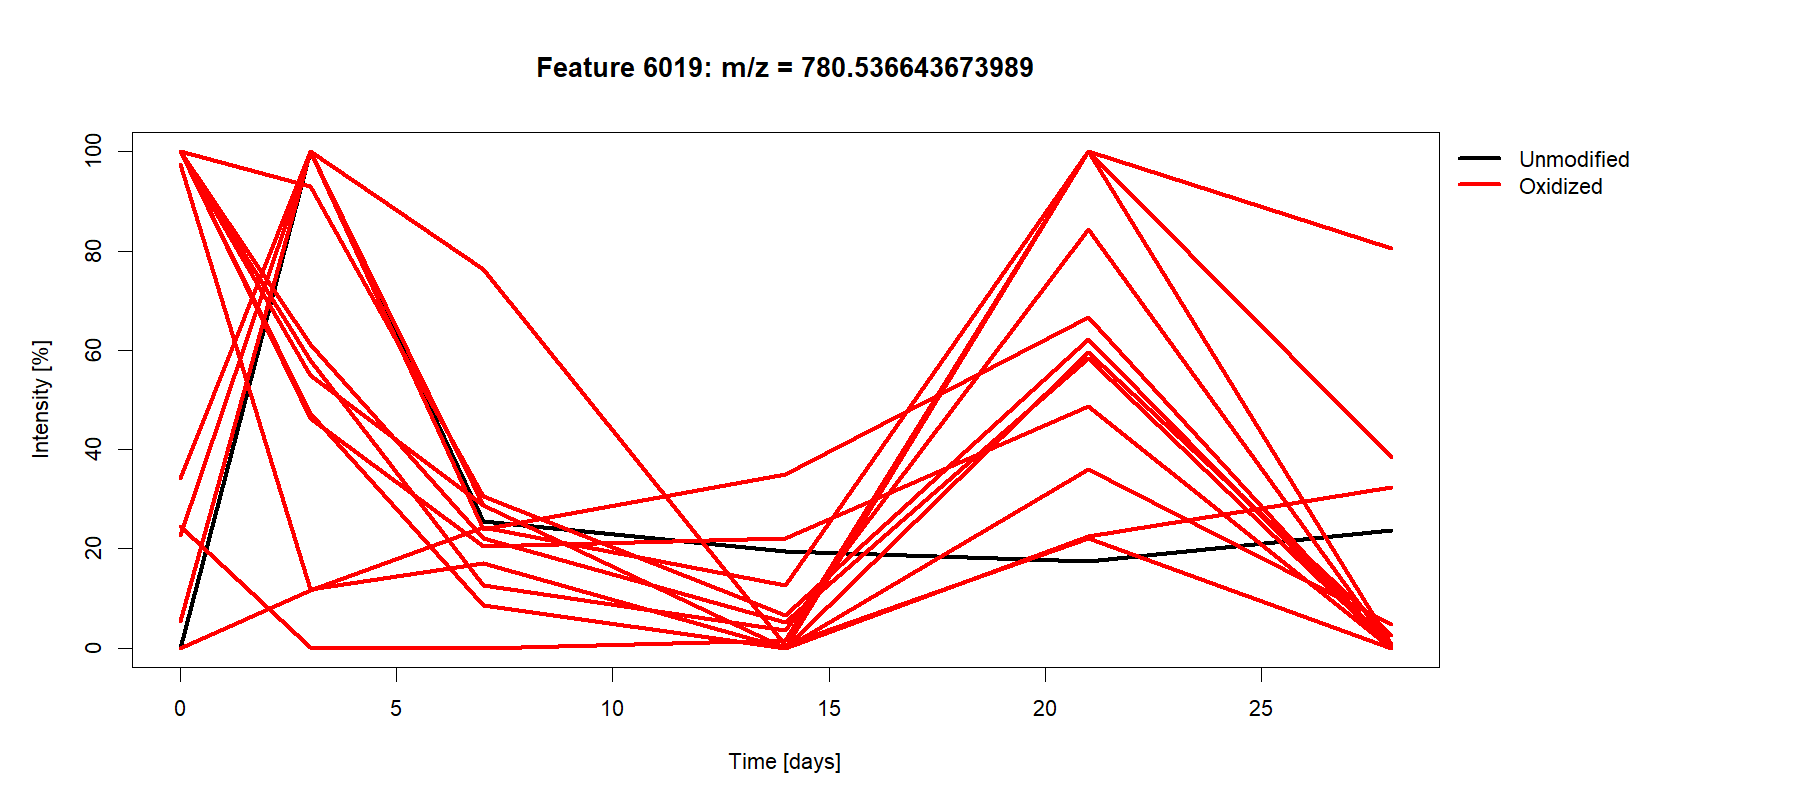 Feature 6019: m/z = 780.536643673989
Unmodified
Oxidized
Intensity [%]
100
80
60
40
20
0
0 5 10 15 20 25
Time [days]